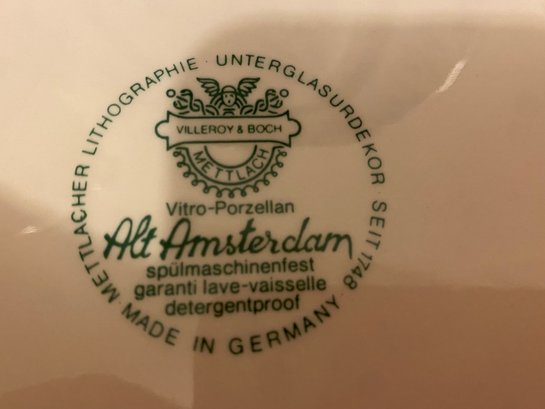 METTLACHER LITHOGRAPHIE · UNTERGLASURDEKOR · SEIT 1748 · MADE IN GERMANY ·
VILLEROY & BOCH
METTLACH
Vitro-Porzellan
Alt Amsterdam
spülmaschinenfest
garanti lave-vaisselle
detergentproof